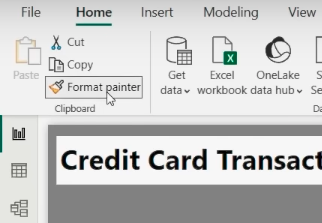 File Home Insert Modeling View
Cut
Paste Copy
Format painter
Get data
Excel workbook
OneLake data hub
Clipboard
Credit Card Transact